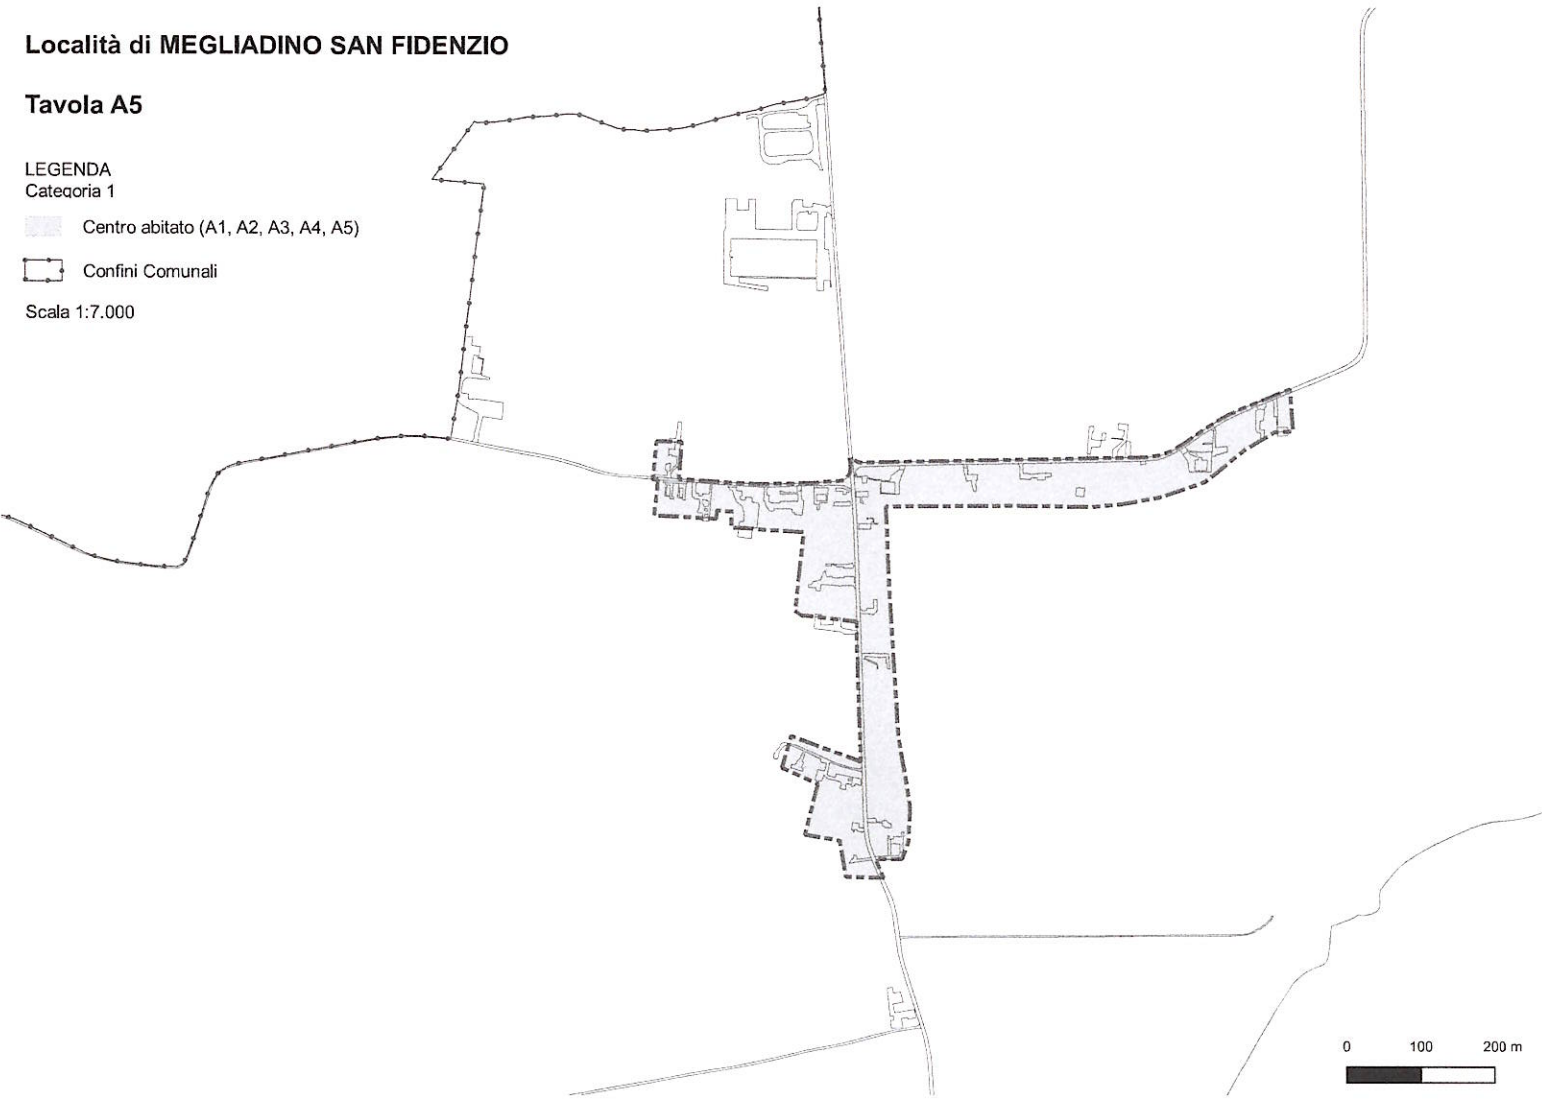 Località di MEGLIADINO SAN FIDENZIO
Tavola A5
LEGENDA
Categoria 1
Centro abitato (A1, A2, A3, A4, A5)
Confini Comunali
Scala 1:7.000
0 100 200 m